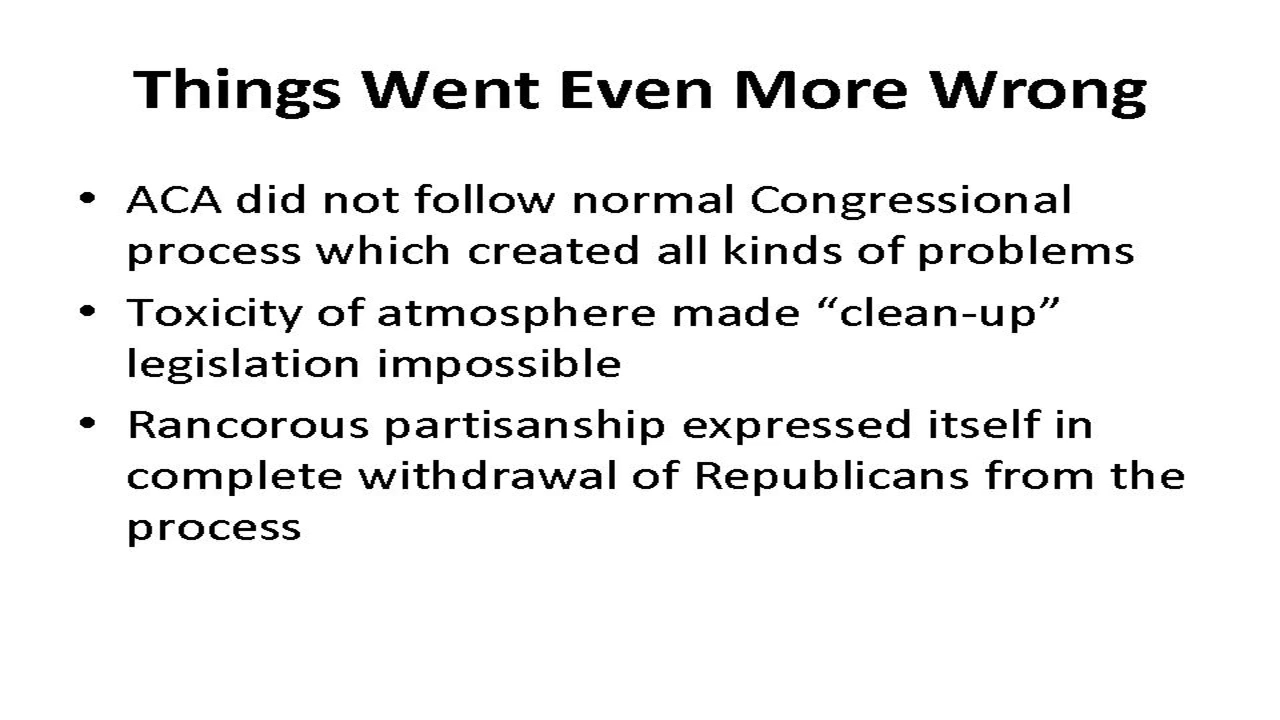 Things Went Even More Wrong
• ACA did not follow normal Congressional
process which created all kinds of problems
• Toxicity of atmosphere made “clean-up”
legislation impossible
• Rancorous partisanship expressed itself in
complete withdrawal of Republicans from the
process